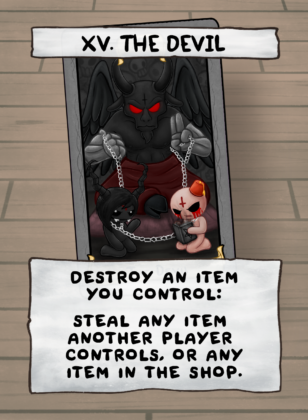 XV. THE DEVIL
DESTROY AN ITEM
YOU CONTROL:
STEAL ANY ITEM
ANOTHER PLAYER
CONTROLS, OR ANY
ITEM IN THE SHOP.